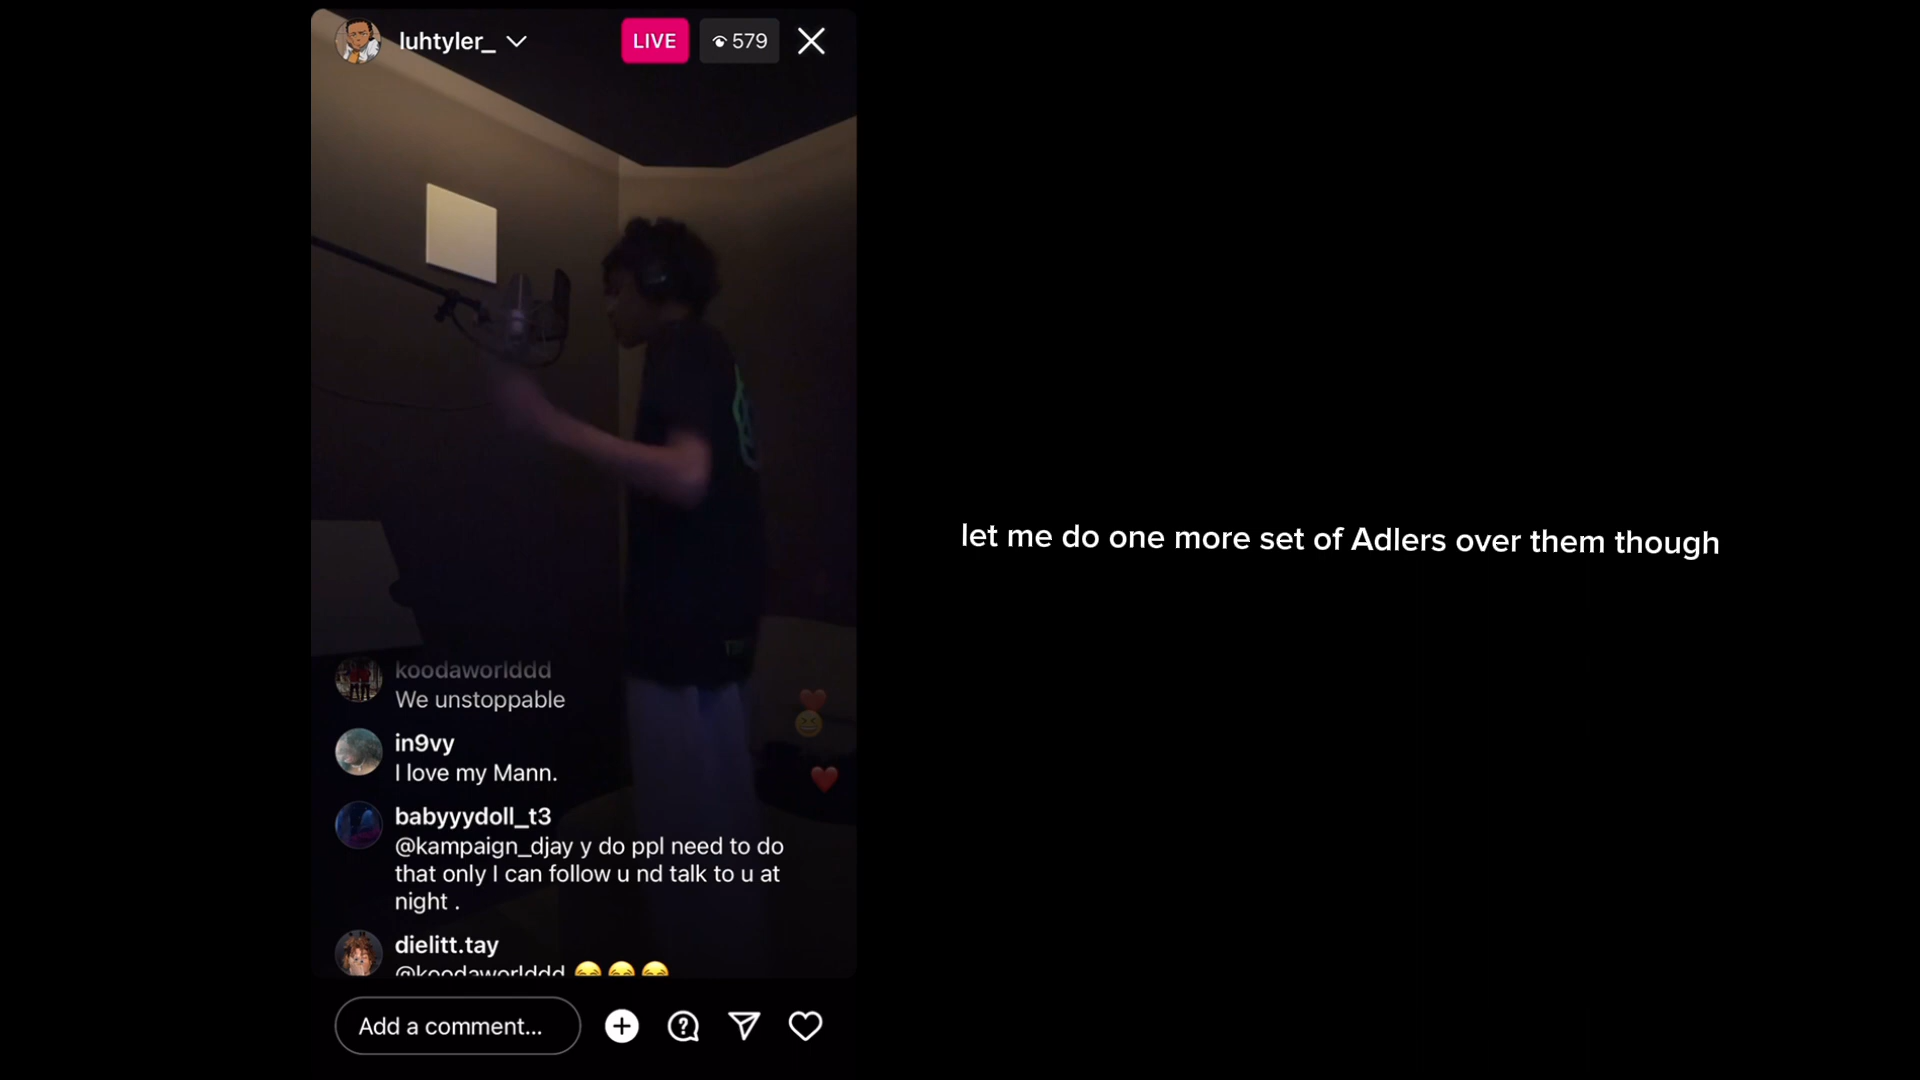 luhtyler_
LIVE
579
koodaworlddd
We unstoppable
in9vy
I love my Mann.
babyyydoll_t3
@kampaign_djay y do ppl need to do
that only I can follow u nd talk to u at
night .
dielitt.tay
@koodaworlddd 😂 😂 😂
Add a comment...
let me do one more set of Adlers over them though